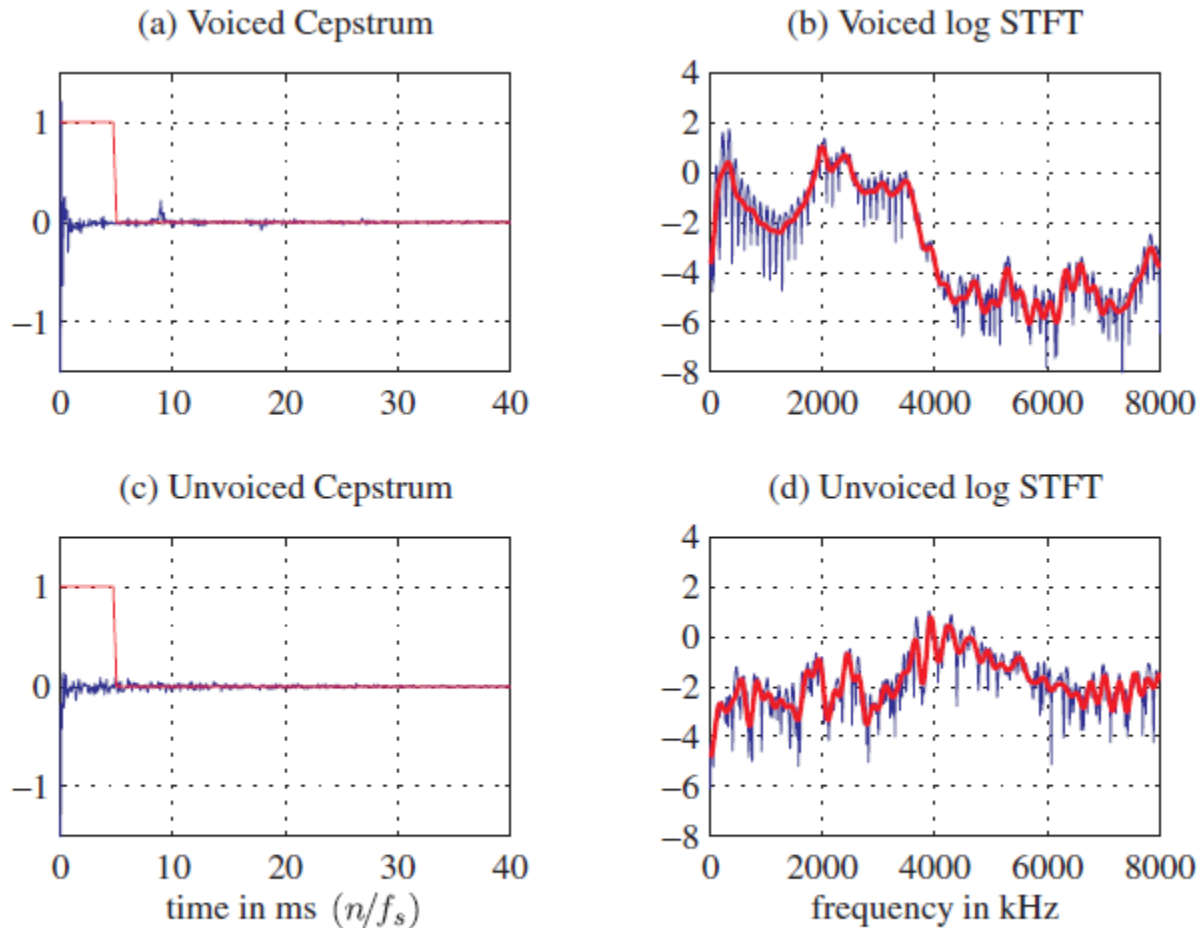 (a) Voiced Cepstrum
1
0
−1
0 10 20 30 40
(b) Voiced log STFT
4
2
0
−2
−4
−6
−8
0 2000 4000 6000 8000
(c) Unvoiced Cepstrum
1
0
−1
0 10 20 30 40
time in ms (n/fs)
(d) Unvoiced log STFT
4
2
0
−2
−4
−6
−8
0 2000 4000 6000 8000
frequency in kHz